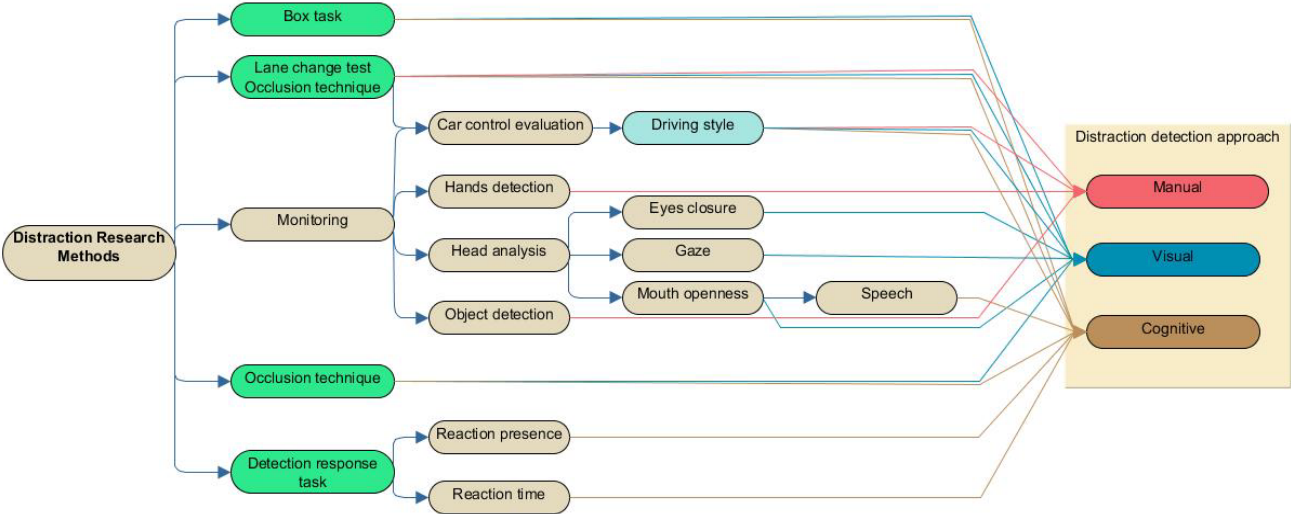 Box task
Lane change test
Occlusion technique
Car control evaluation
Driving style
Distraction detection approach
Hands detection
Manual
Monitoring
Eyes closure
Distraction Research
Methods
Head analysis
Gaze
Visual
Mouth openness
Speech
Object detection
Cognitive
Occlusion technique
Reaction presence
Detection response
task
Reaction time